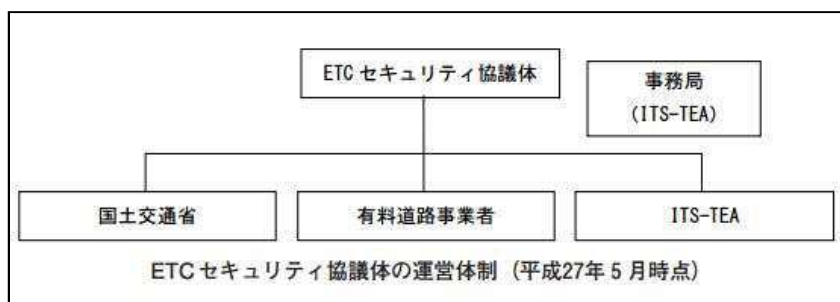 ETC セキュリティ協議体
事務局
(ITS-TEA)
国土交通省
有料道路事業者
ITS-TEA
ETC セキュリティ協議体の運営体制（平成27年５月時点）